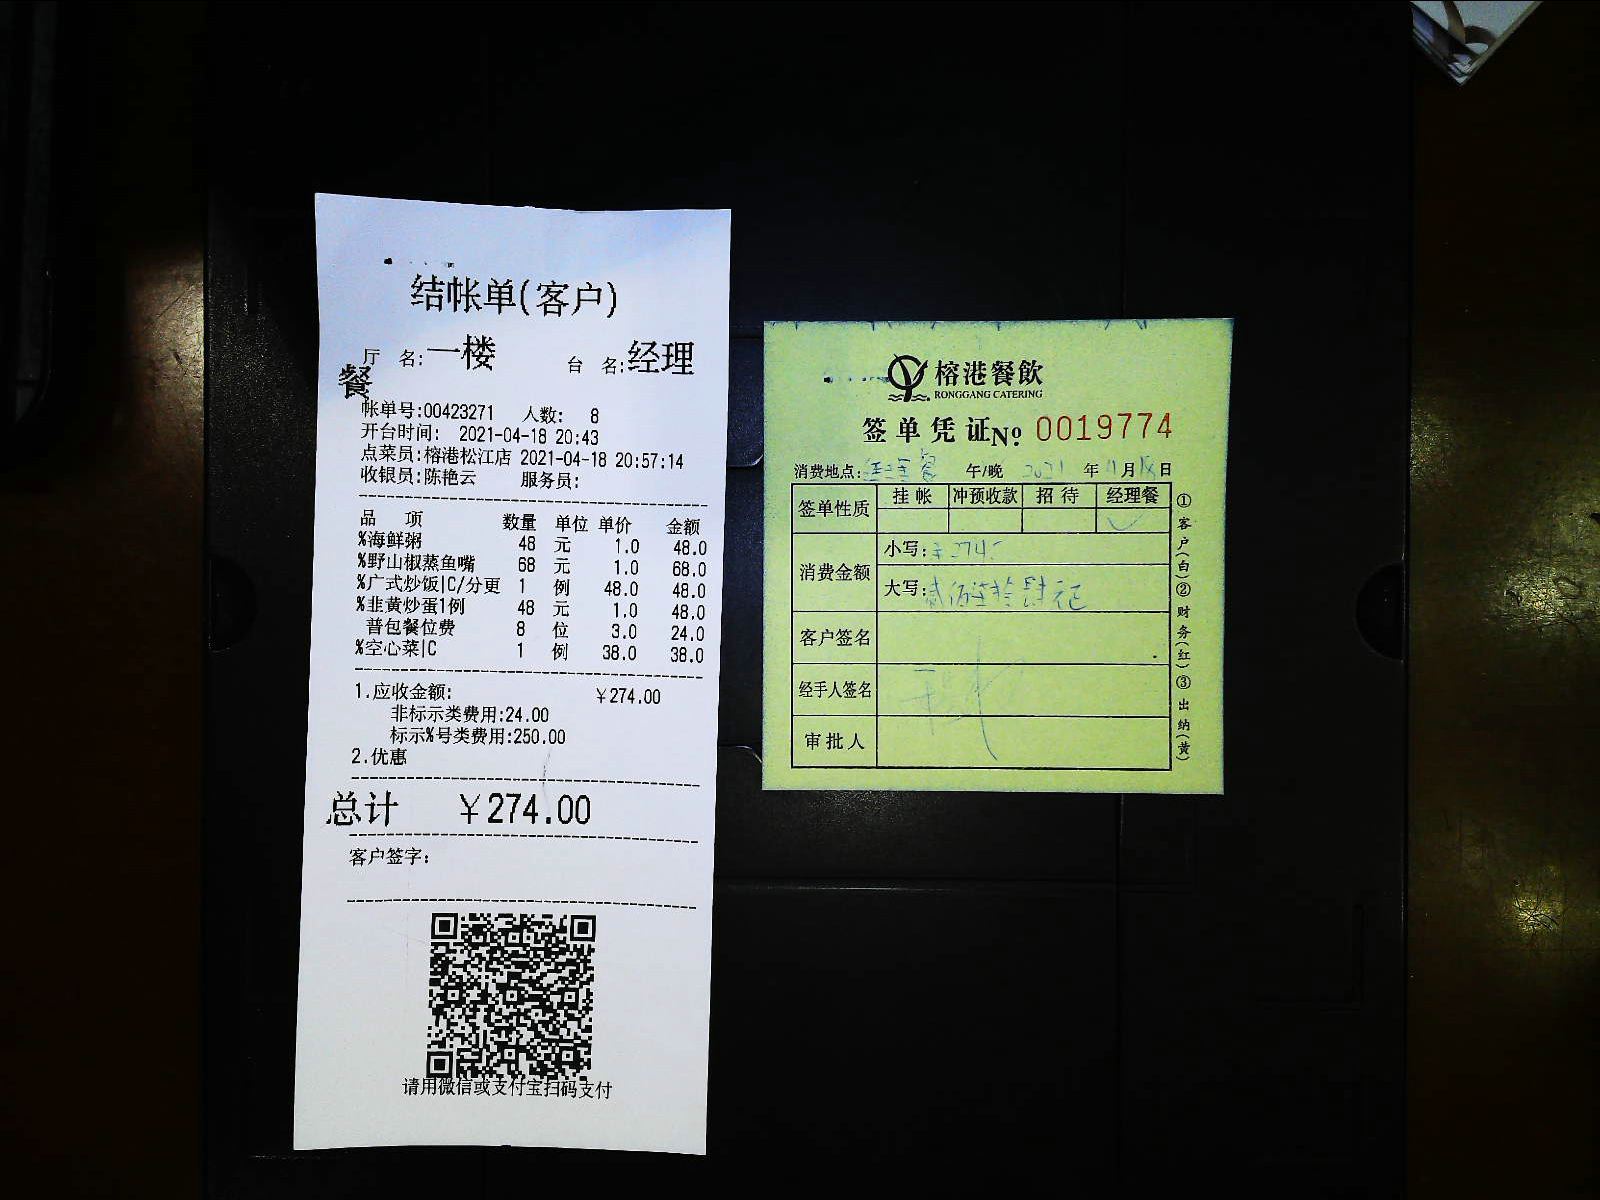 结帐单(客户)
厅 名:一楼 台 名:经理
餐
帐单号:00423271 人数: 8
开台时间: 2021-04-18 20:43
点菜员:榕港松江店 2021-04-18 20:57:14
收银员:陈艳云 服务员:
品 项 数量 单位 单价 金额
%海鲜粥 48 元 1.0 48.0
%野山椒蒸鱼嘴 68 元 1.0 68.0
%广式炒饭|C/分更 1 例 48.0 48.0
%韭黄炒蛋1例 48 元 1.0 48.0
普包餐位费 8 位 3.0 24.0
%空心菜|C 1 例 38.0 38.0
1.应收金额: ￥274.00
非标示类费用:24.00
标示%号类费用:250.00
2.优惠
总计 ￥274.00
客户签字:
请用微信或支付宝扫码支付
榕港餐飲
RONGGANG CATERING
签单凭证№ 0019774
消费地点:经理餐 午/晚 2021 年 月 18 日
签单性质 挂帐 冲预收款 招待 经理餐
消费金额 小写:¥274.-
大写:贰佰柒拾肆元正
客户签名
经手人签名
审批人
①客户(白)②财务(红)③出纳(黄)